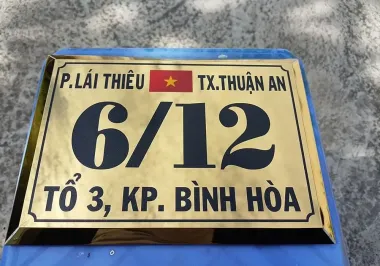 P.LÁI THIÊU TX.THUẬN AN
6/12
TỔ 3, KP. BÌNH HÒA